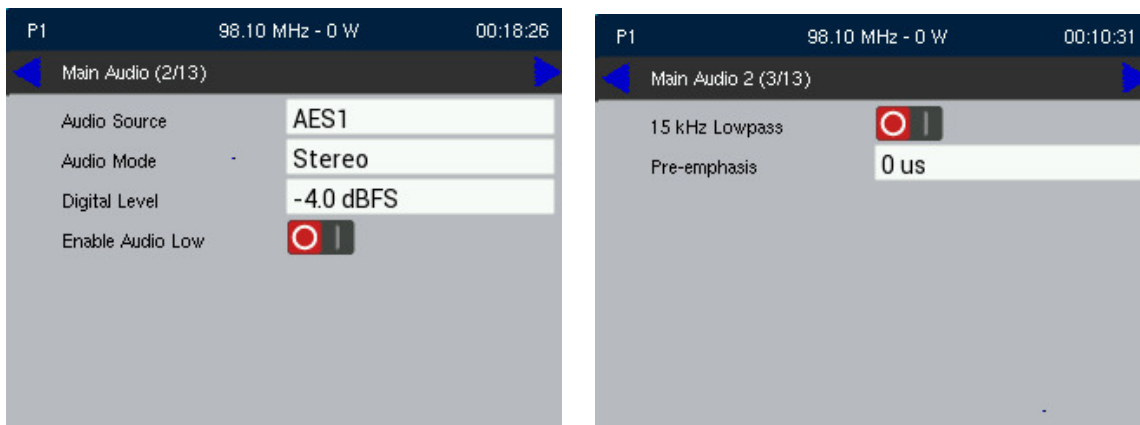 P1 98.10 MHz - 0 W 00:18:26
Main Audio (2/13)
Audio Source AES1
Audio Mode Stereo
Digital Level -4.0 dBFS
Enable Audio Low
P1 98.10 MHz - 0 W 00:10:31
Main Audio 2 (3/13)
15 kHz Lowpass
Pre-emphasis 0 us